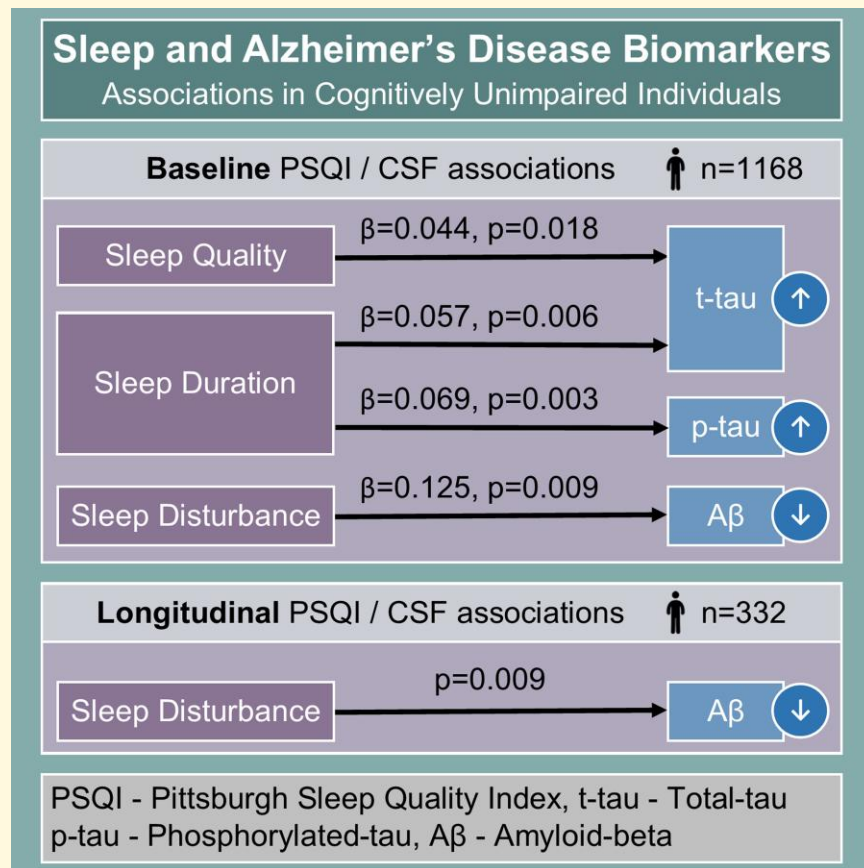 Sleep and Alzheimer’s Disease Biomarkers
Associations in Cognitively Unimpaired Individuals
Baseline PSQI / CSF associations n=1168
Sleep Quality
β=0.044, p=0.018
t-tau
↑
Sleep Duration
β=0.057, p=0.006
β=0.069, p=0.003
p-tau
↑
Sleep Disturbance
β=0.125, p=0.009
Aβ
↓
Longitudinal PSQI / CSF associations n=332
Sleep Disturbance
p=0.009
Aβ
↓
PSQI - Pittsburgh Sleep Quality Index, t-tau - Total-tau
p-tau - Phosphorylated-tau, Aβ - Amyloid-beta